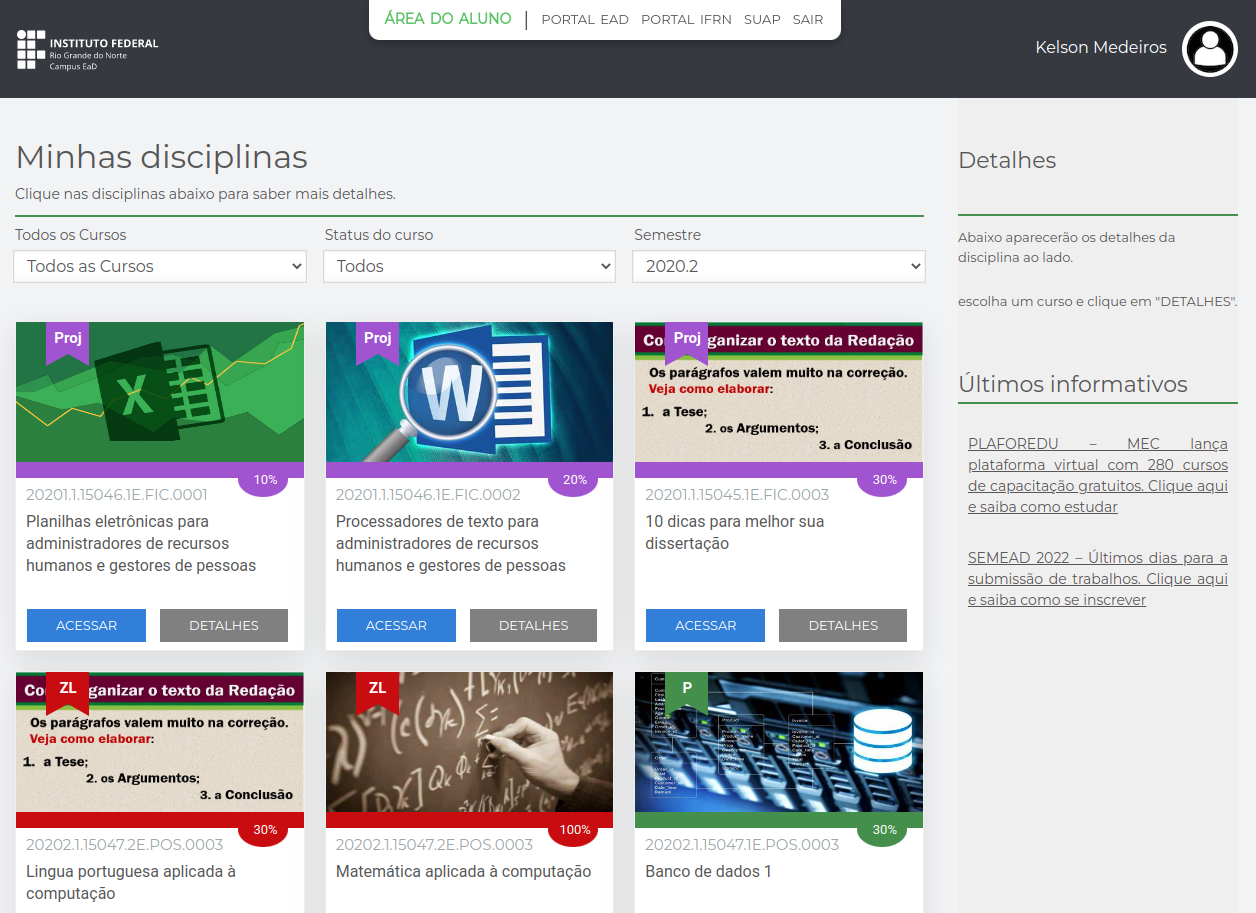 ÁREA DO ALUNO | PORTAL EAD PORTAL IFRN SUAP SAIR
INSTITUTO FEDERAL
Rio Grande do Norte
Campus EaD
Kelson Medeiros
Minhas disciplinas
Clique nas disciplinas abaixo para saber mais detalhes.
Todos os Cursos
Todos as Cursos
Status do curso
Todos
Semestre
2020.2
Proj
X
10%
20201.1.15046.1E.FIC.0001
Planilhas eletrônicas para
administradores de recursos
humanos e gestores de pessoas
ACESSAR
DETALHES
Proj
W
20%
20201.1.15046.1E.FIC.0002
Processadores de texto para
administradores de recursos
humanos e gestores de pessoas
ACESSAR
DETALHES
Proj
ganizar o texto da Redação
Os parágrafos valem muito na correção.
Veja como elaborar:
1. a Tese;
2. os Argumentos;
3. a Conclusão
30%
20201.1.15045.1E.FIC.0003
10 dicas para melhor sua
dissertação
ACESSAR
DETALHES
ZL
ganizar o texto da Redação
Os parágrafos valem muito na correção.
Veja como elaborar:
1. a Tese;
2. os Argumentos;
3. a Conclusão
30%
20202.1.15047.2E.POS.0003
Lingua portuguesa aplicada à
computação
ZL
100%
20202.1.15047.2E.POS.0003
Matemática aplicada à computação
P
30%
20202.1.15047.1E.POS.0003
Banco de dados 1
Detalhes
Abaixo aparecerão os detalhes da
disciplina ao lado.
escolha um curso e clique em "DETALHES".
Últimos informativos
PLAFOREDU – MEC lança
plataforma virtual com 280 cursos
de capacitação gratuitos. Clique aqui
e saiba como estudar
SEMEAD 2022 – Últimos dias para a
submissão de trabalhos. Clique aqui
e saiba como se inscrever